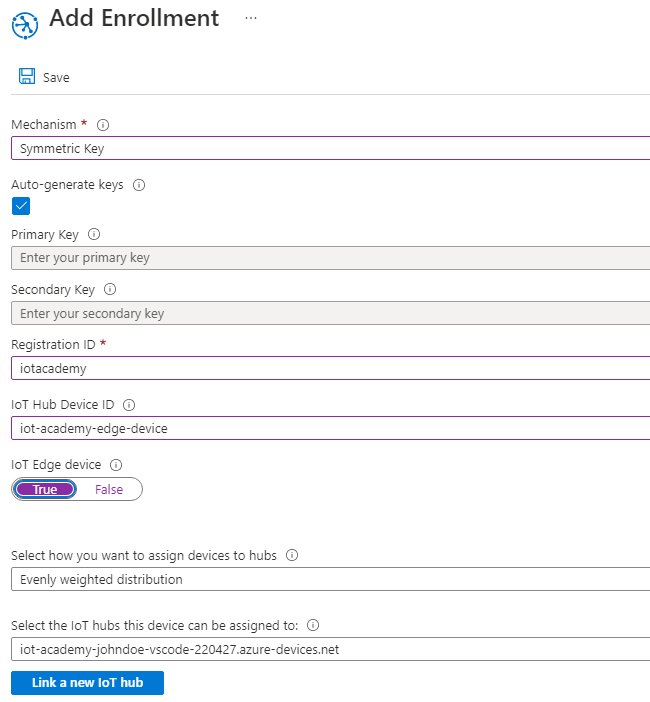 Add Enrollment ...
Save
Mechanism *
Symmetric Key
Auto-generate keys
Primary Key
Enter your primary key
Secondary Key
Enter your secondary key
Registration ID *
iotacademy
IoT Hub Device ID
iot-academy-edge-device
IoT Edge device
True False
Select how you want to assign devices to hubs
Evenly weighted distribution
Select the IoT hubs this device can be assigned to:
iot-academy-johndoe-vscode-220427.azure-devices.net
Link a new IoT hub